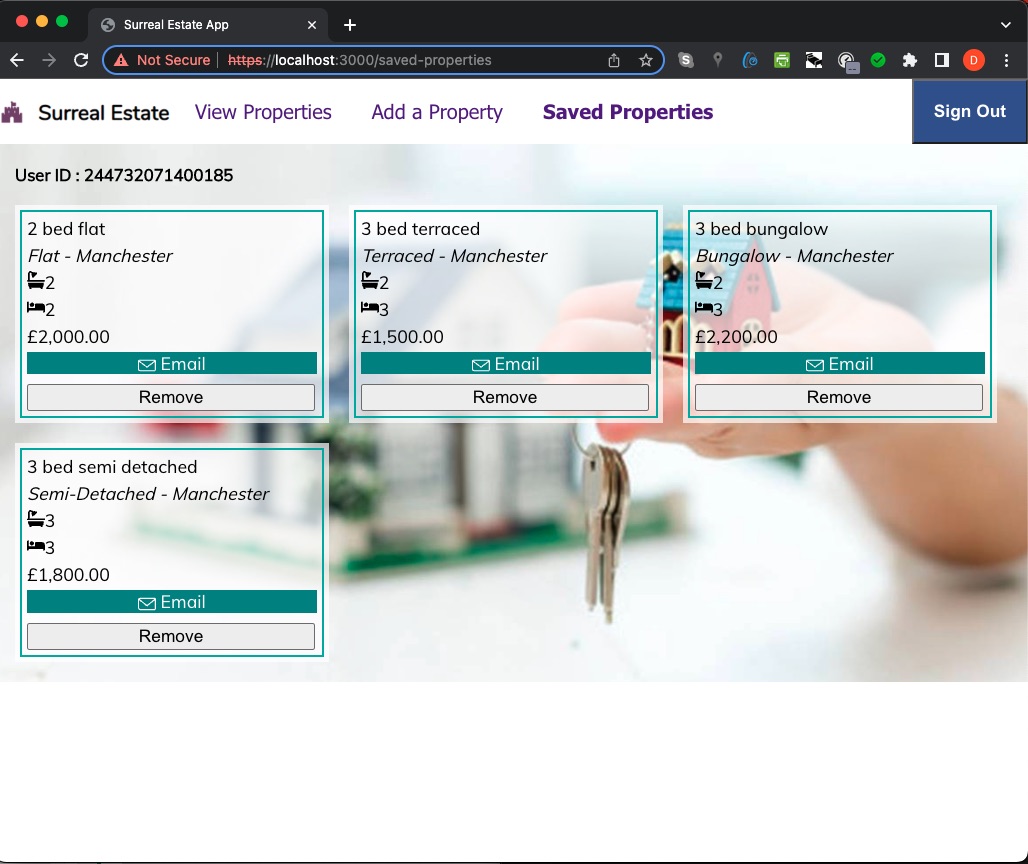 Surreal Estate App
Not Secure https://localhost:3000/saved-properties
D
Surreal Estate View Properties Add a Property Saved Properties Sign Out
User ID : 244732071400185
2 bed flat
Flat - Manchester
2
2
£2,000.00
Email
Remove
3 bed terraced
Terraced - Manchester
2
3
£1,500.00
Email
Remove
3 bed bungalow
Bungalow - Manchester
2
3
£2,200.00
Email
Remove
3 bed semi detached
Semi-Detached - Manchester
3
3
£1,800.00
Email
Remove